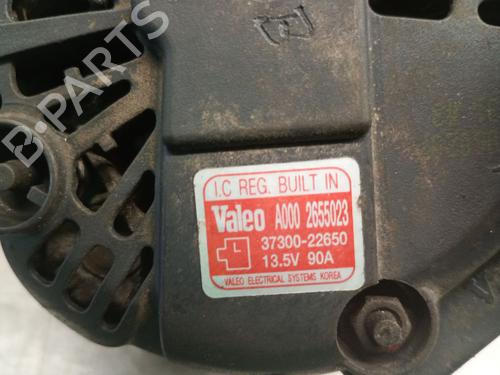 B-PARTS
I.C REG. BUILT IN
Valeo A000 2655023
37300-22650
13.5V 90A
VALEO ELECTRICAL SYSTEMS KOREA